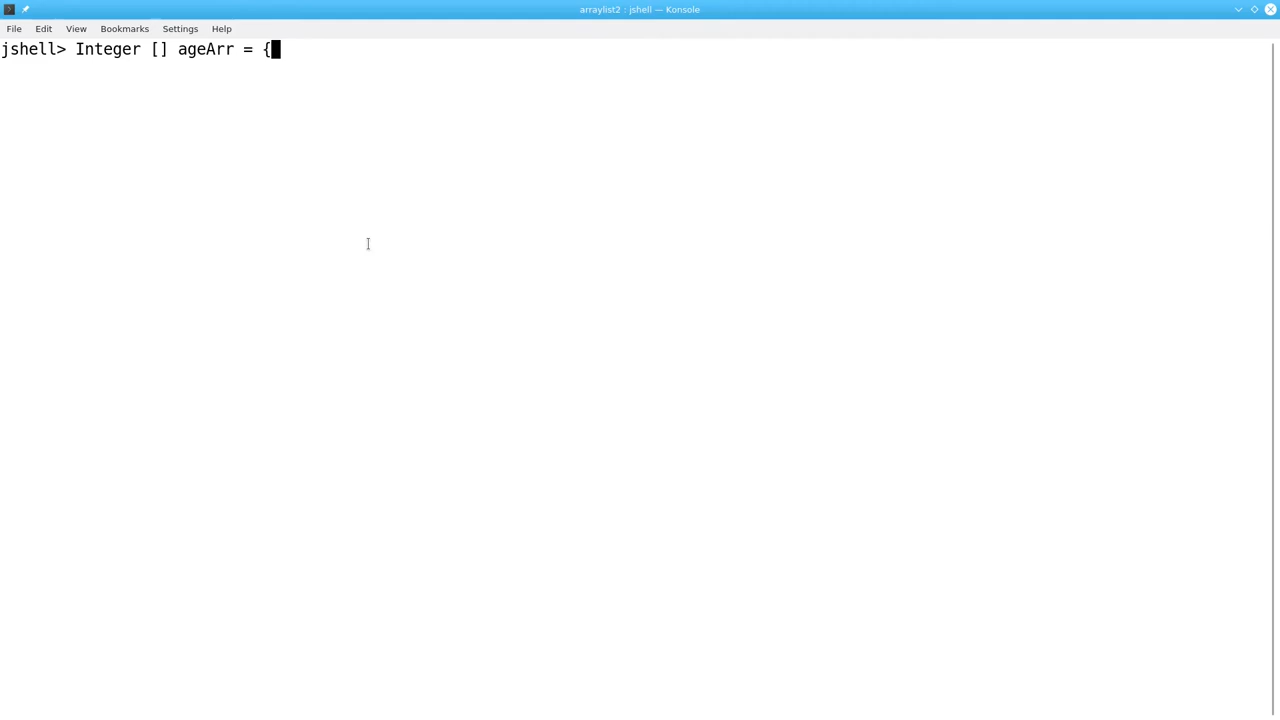 arraylist2 : jshell — Konsole
File Edit View Bookmarks Settings Help
jshell> Integer [] ageArr = {